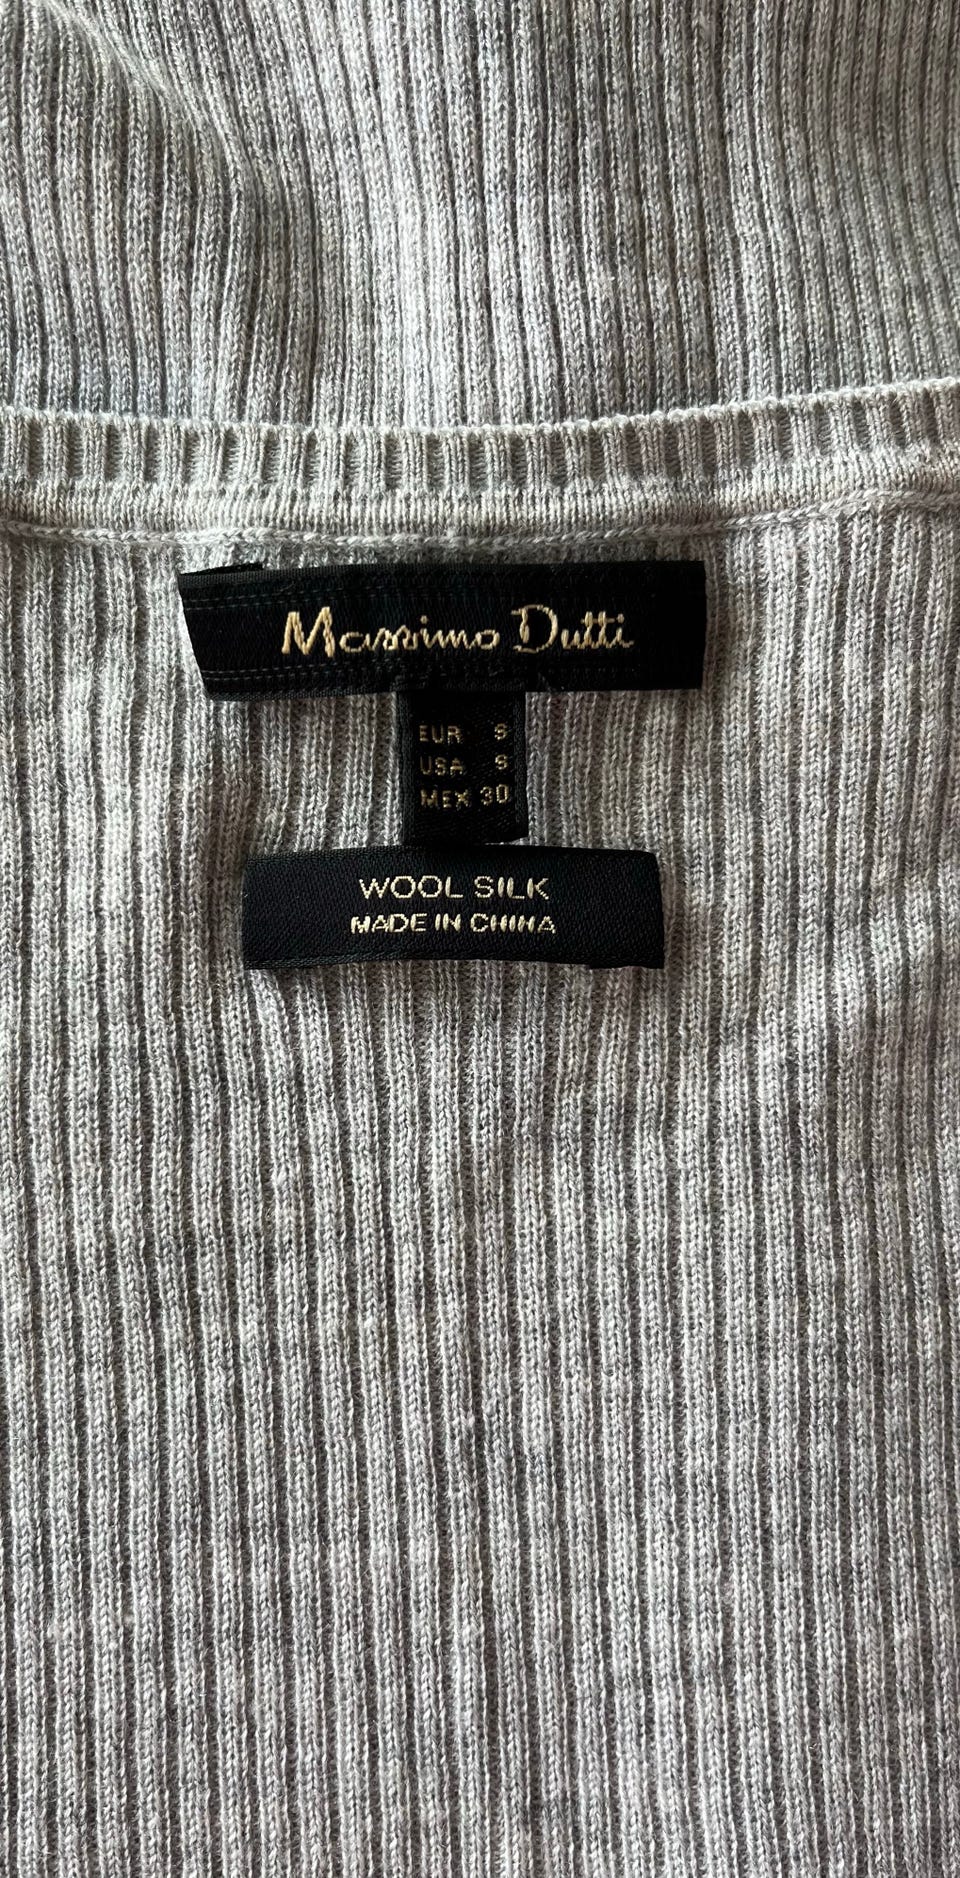 Massimo Dutti
EUR S
USA S
MEX 30
WOOL SILK
MADE IN CHINA